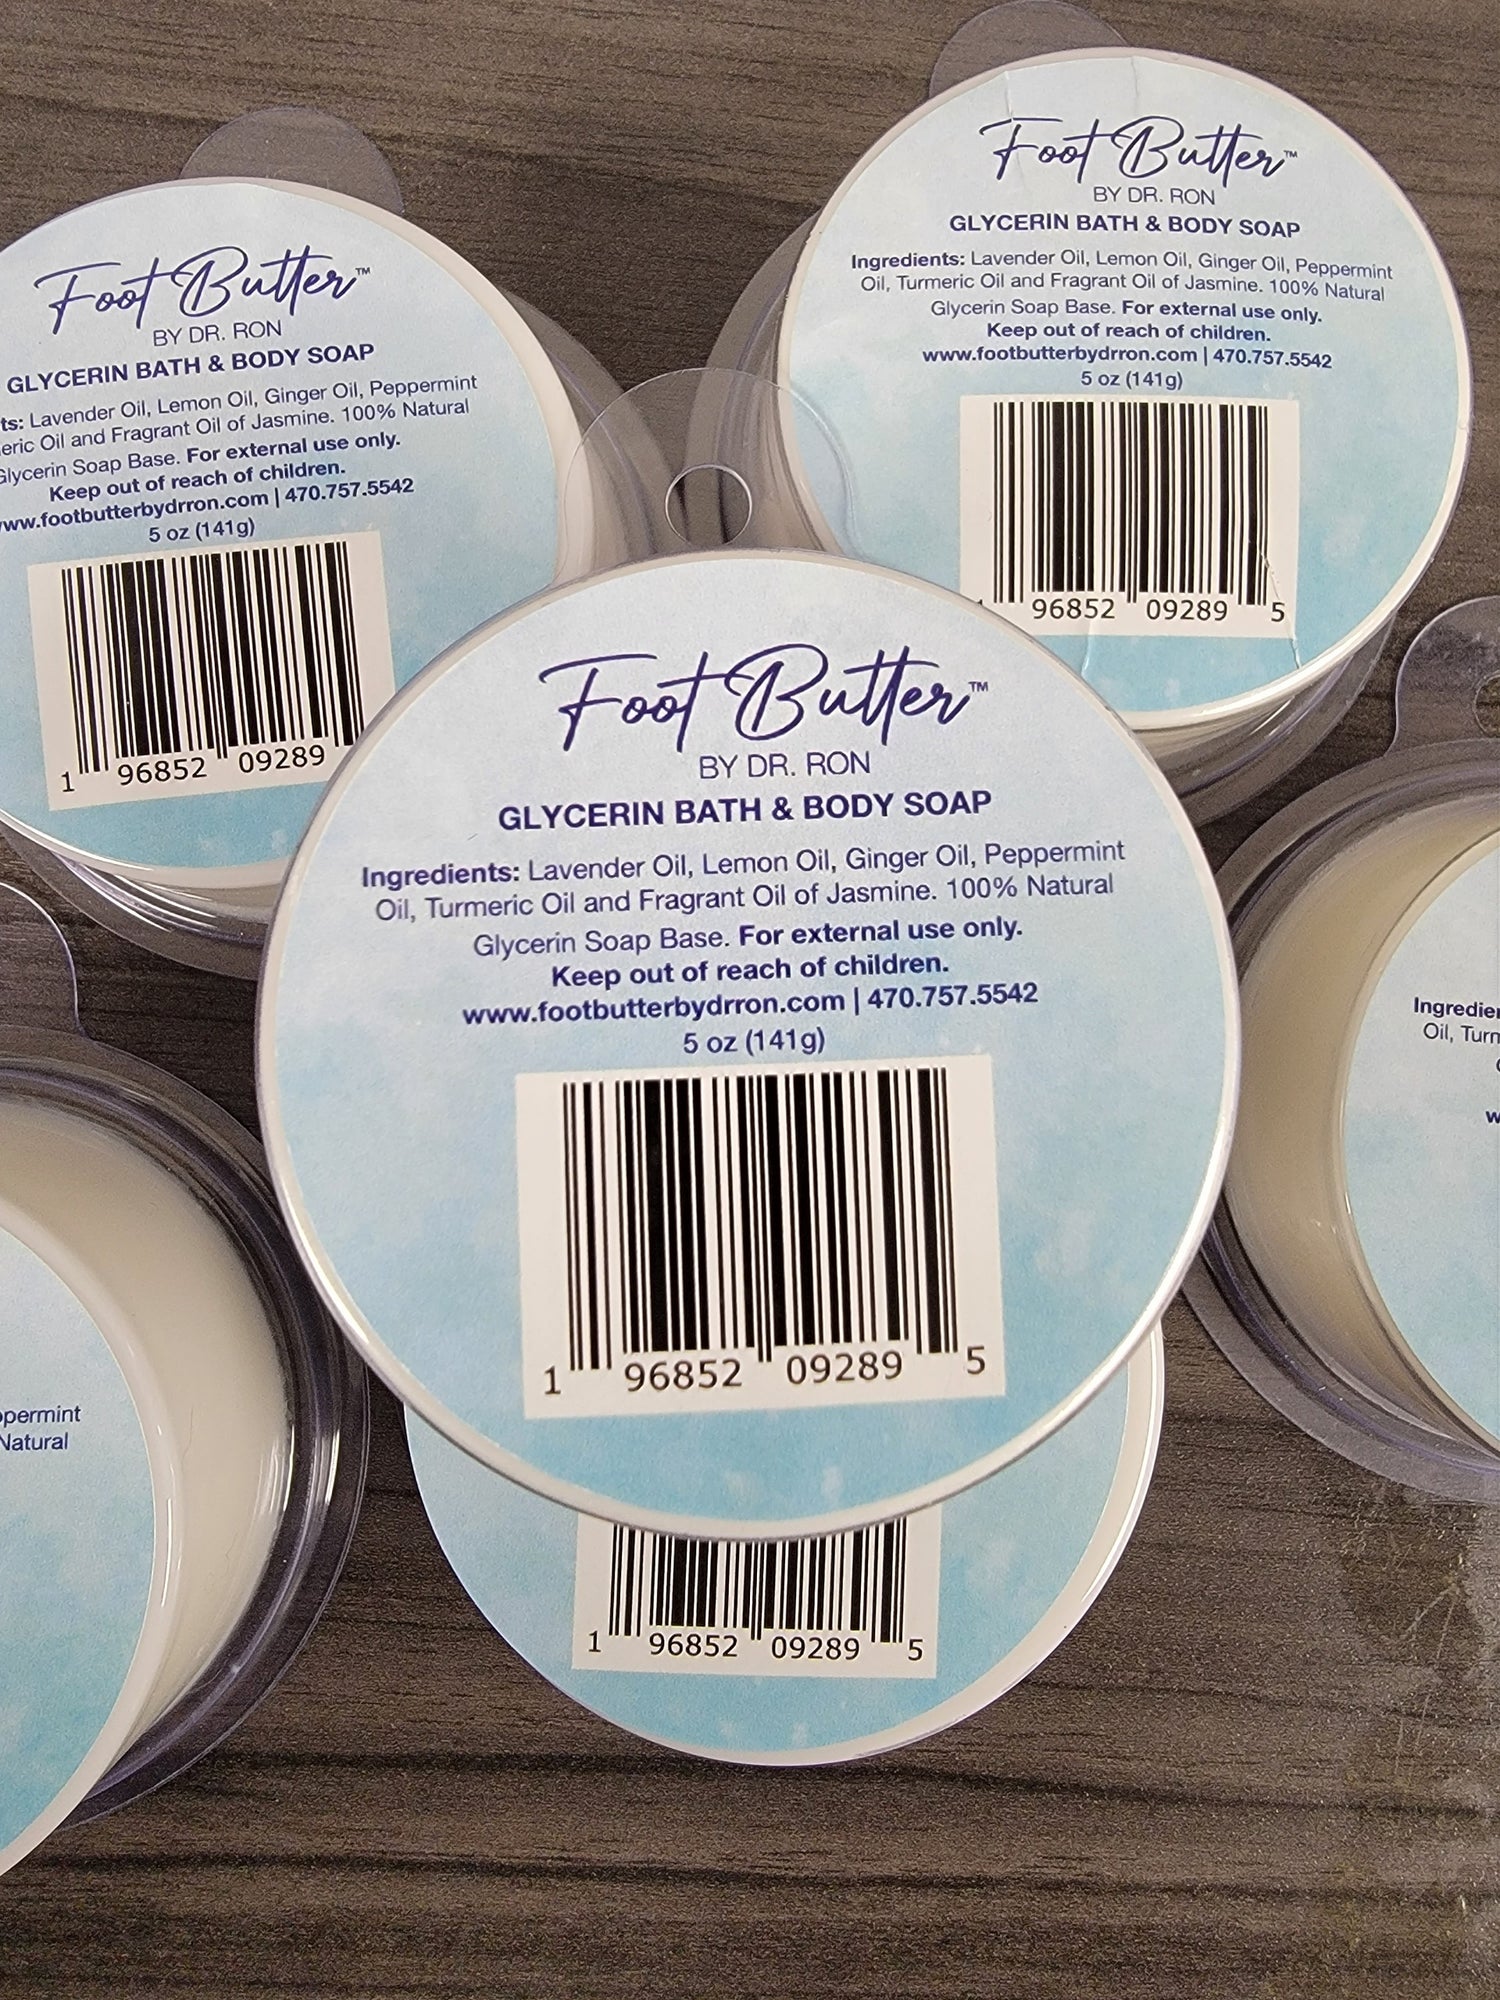 Foot Butter™
BY DR. RON
GLYCERIN BATH & BODY SOAP
Ingredients: Lavender Oil, Lemon Oil, Ginger Oil, Peppermint
Oil, Turmeric Oil and Fragrant Oil of Jasmine. 100% Natural
Glycerin Soap Base. For external use only.
Keep out of reach of children.
www.footbutterbydrron.com | 470.757.5542
5 oz (141g)
1 96852 09289 5
Foot Butter™
BY DR. RON
GLYCERIN BATH & BODY SOAP
ts: Lavender Oil, Lemon Oil, Ginger Oil, Peppermint
eric Oil and Fragrant Oil of Jasmine. 100% Natural
Glycerin Soap Base. For external use only.
Keep out of reach of children.
ww.footbutterbydrron.com | 470.757.5542
5 oz (141g)
1 96852 09289
Foot Butter™
BY DR. RON
GLYCERIN BATH & BODY SOAP
Ingredients: Lavender Oil, Lemon Oil, Ginger Oil, Peppermint
Oil, Turmeric Oil and Fragrant Oil of Jasmine. 100% Natural
Glycerin Soap Base. For external use only.
Keep out of reach of children.
www.footbutterbydrron.com | 470.757.5542
5 oz (141g)
1 96852 09289 5
Ingredie
Oil, Turn
w
permint
Natural
1 96852 09289 5